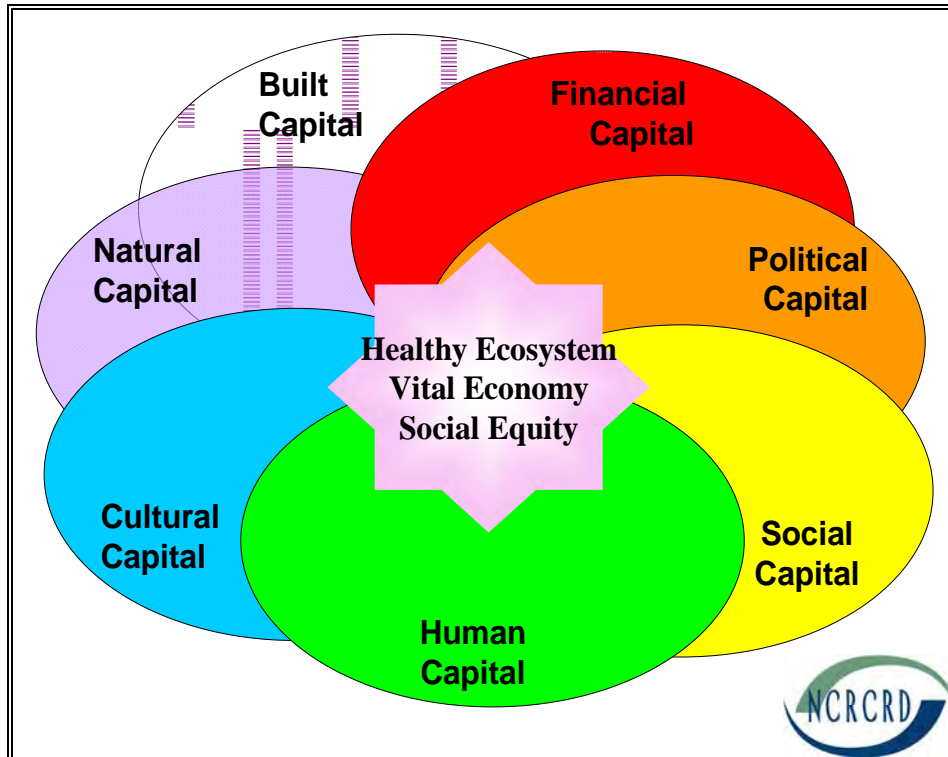 Built
Capital
Financial
Capital
Natural
Capital
Political
Capital
Healthy Ecosystem
Vital Economy
Social Equity
Cultural
Capital
Social
Capital
Human
Capital
NCRCRD